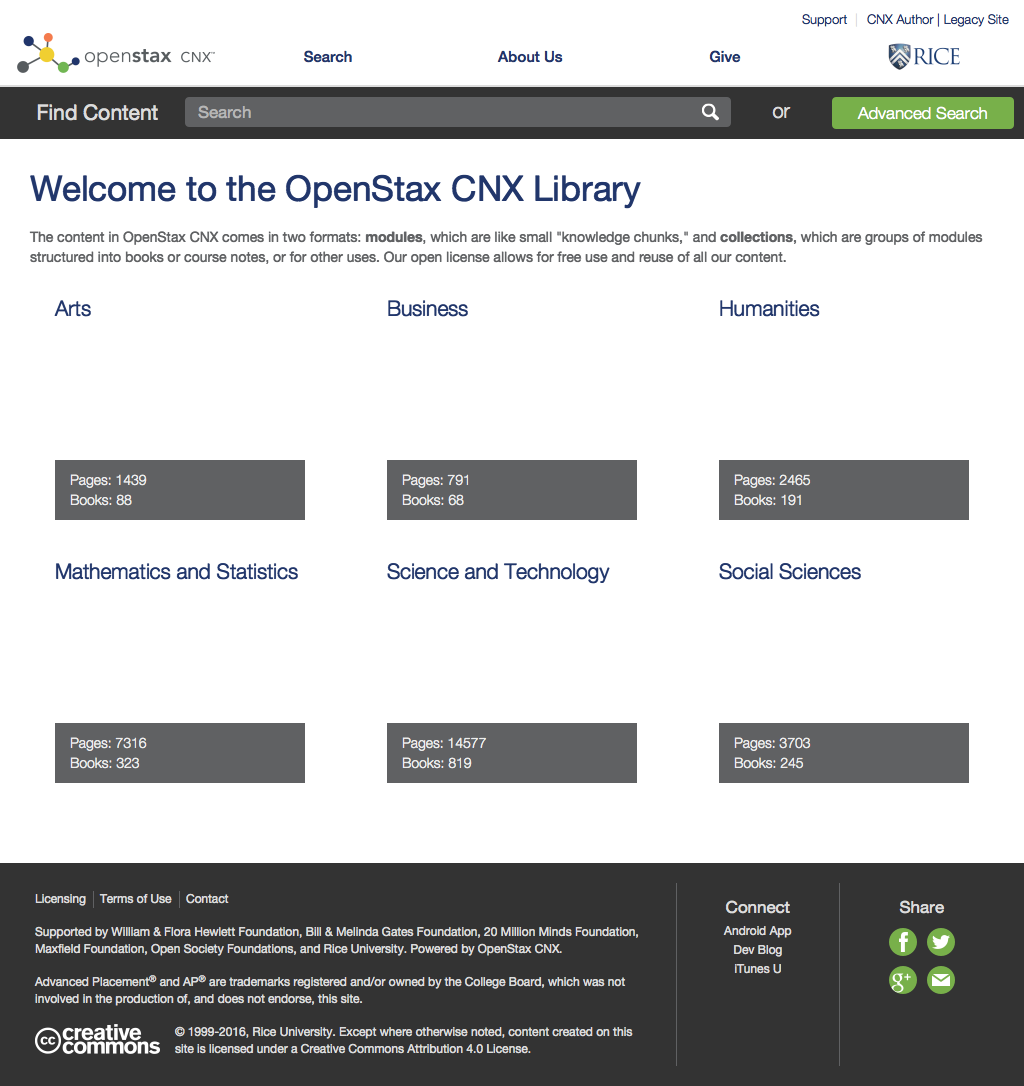 Support CNX Author | Legacy Site
openstax CNX™ Search About Us Give RICE
Find Content Search or Advanced Search
Welcome to the OpenStax CNX Library
The content in OpenStax CNX comes in two formats: modules, which are like small "knowledge chunks," and collections, which are groups of modules
structured into books or course notes, or for other uses. Our open license allows for free use and reuse of all our content.
Arts Business Humanities
Pages: 1439
Books: 88
Pages: 791
Books: 68
Pages: 2465
Books: 191
Mathematics and Statistics Science and Technology Social Sciences
Pages: 7316
Books: 323
Pages: 14577
Books: 819
Pages: 3703
Books: 245
Licensing Terms of Use Contact
Supported by William & Flora Hewlett Foundation, Bill & Melinda Gates Foundation, 20 Million Minds Foundation,
Maxfield Foundation, Open Society Foundations, and Rice University. Powered by OpenStax CNX.
Advanced Placement® and AP® are trademarks registered and/or owned by the College Board, which was not
involved in the production of, and does not endorse, this site.
cc creative
commons
© 1999-2016, Rice University. Except where otherwise noted, content created on this
site is licensed under a Creative Commons Attribution 4.0 License.
Connect
Android App
Dev Blog
iTunes U
Share
f
g+